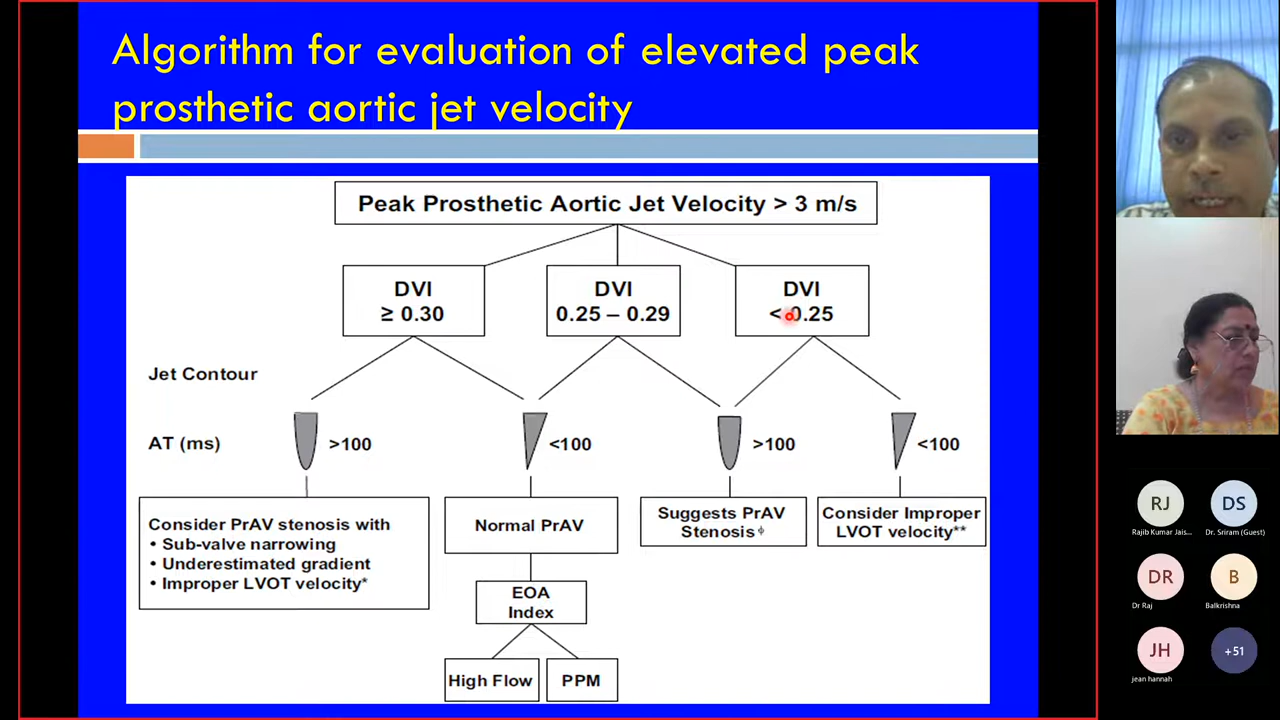 Algorithm for evaluation of elevated peak
prosthetic aortic jet velocity
Peak Prosthetic Aortic Jet Velocity > 3 m/s
DVI
≥ 0.30
DVI
0.25 – 0.29
DVI
< 0.25
Jet Contour
AT (ms)
>100
<100
>100
<100
Consider PrAV stenosis with
• Sub-valve narrowing
• Underestimated gradient
• Improper LVOT velocity*
Normal PrAV
Suggests PrAV
Stenosisᶲ
Consider Improper
LVOT velocity**
EOA
Index
High Flow
PPM
RJ
Rajib Kumar Jais...
DS
Dr. Sriram (Guest)
DR
Dr Raj
B
Balkrishna
JH
jean hannah
+51